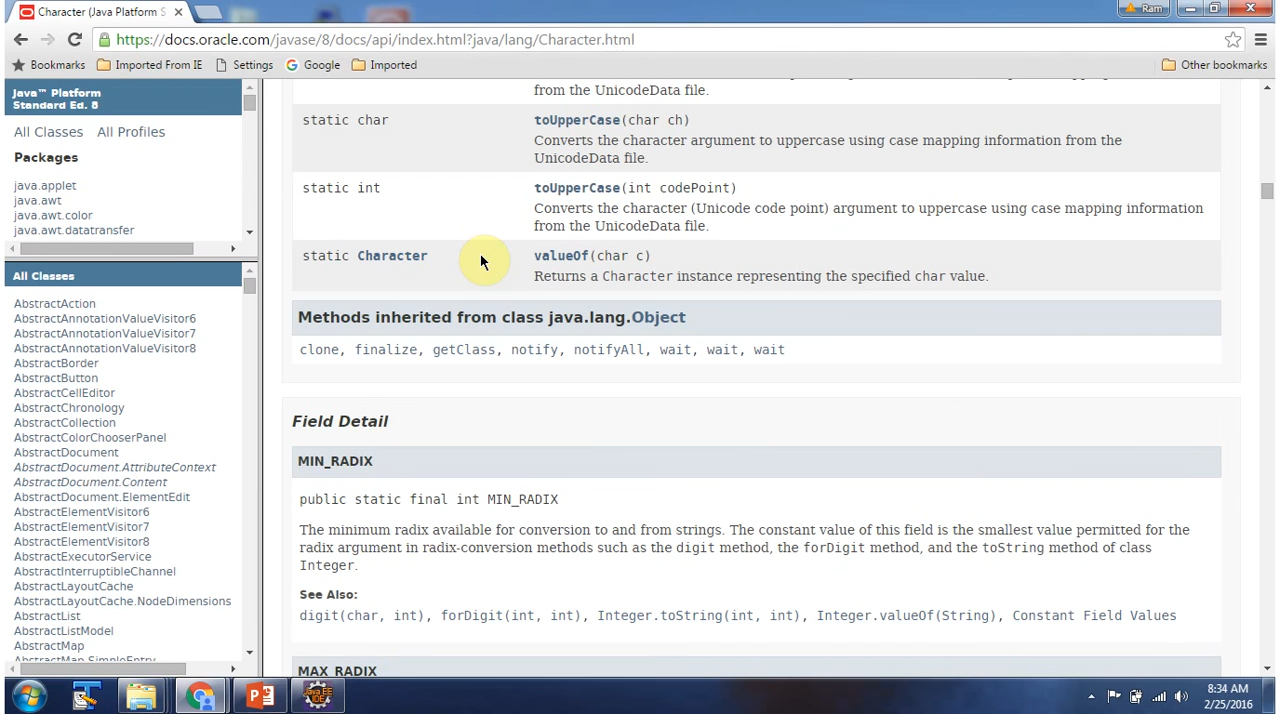 Character (Java Platform S
Ram
https://docs.oracle.com/javase/8/docs/api/index.html?java/lang/Character.html
Bookmarks Imported From IE Settings Google Imported Other bookmarks
Java™ Platform
Standard Ed. 8
All Classes All Profiles
Packages
java.applet
java.awt
java.awt.color
java.awt.datatransfer
All Classes
AbstractAction
AbstractAnnotationValueVisitor6
AbstractAnnotationValueVisitor7
AbstractAnnotationValueVisitor8
AbstractBorder
AbstractButton
AbstractCellEditor
AbstractChronology
AbstractCollection
AbstractColorChooserPanel
AbstractDocument
AbstractDocument.AttributeContext
AbstractDocument.Content
AbstractDocument.ElementEdit
AbstractElementVisitor6
AbstractElementVisitor7
AbstractElementVisitor8
AbstractExecutorService
AbstractInterruptibleChannel
AbstractLayoutCache
AbstractLayoutCache.NodeDimensions
AbstractList
AbstractListModel
AbstractMap
AbstractMap.SimpleEntry
from the UnicodeData file.
static char toUpperCase(char ch)
Converts the character argument to uppercase using case mapping information from the
UnicodeData file.
static int toUpperCase(int codePoint)
Converts the character (Unicode code point) argument to uppercase using case mapping information
from the UnicodeData file.
static Character valueOf(char c)
Returns a Character instance representing the specified char value.
Methods inherited from class java.lang.Object
clone, finalize, getClass, notify, notifyAll, wait, wait, wait
Field Detail
MIN_RADIX
public static final int MIN_RADIX
The minimum radix available for conversion to and from strings. The constant value of this field is the smallest value permitted for the
radix argument in radix-conversion methods such as the digit method, the forDigit method, and the toString method of class
Integer.
See Also:
digit(char, int), forDigit(int, int), Integer.toString(int, int), Integer.valueOf(String), Constant Field Values
MAX_RADIX
Java EE
IDE
8:34 AM
2/25/2016